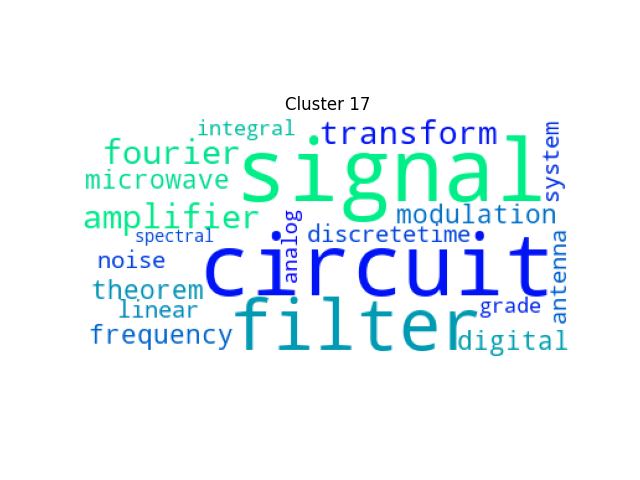 Cluster 17
integral
transform
system
fourier
signal
microwave
amplifier
modulation
spectral
analog
discretetime
noise
circuit
antenna
theorem
linear
filter
grade
frequency
digital